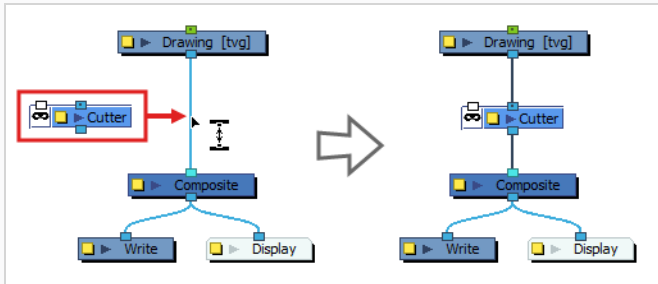 Drawing [tvg]
Cutter
Composite
Write
Display
Drawing [tvg]
Cutter
Composite
Write
Display